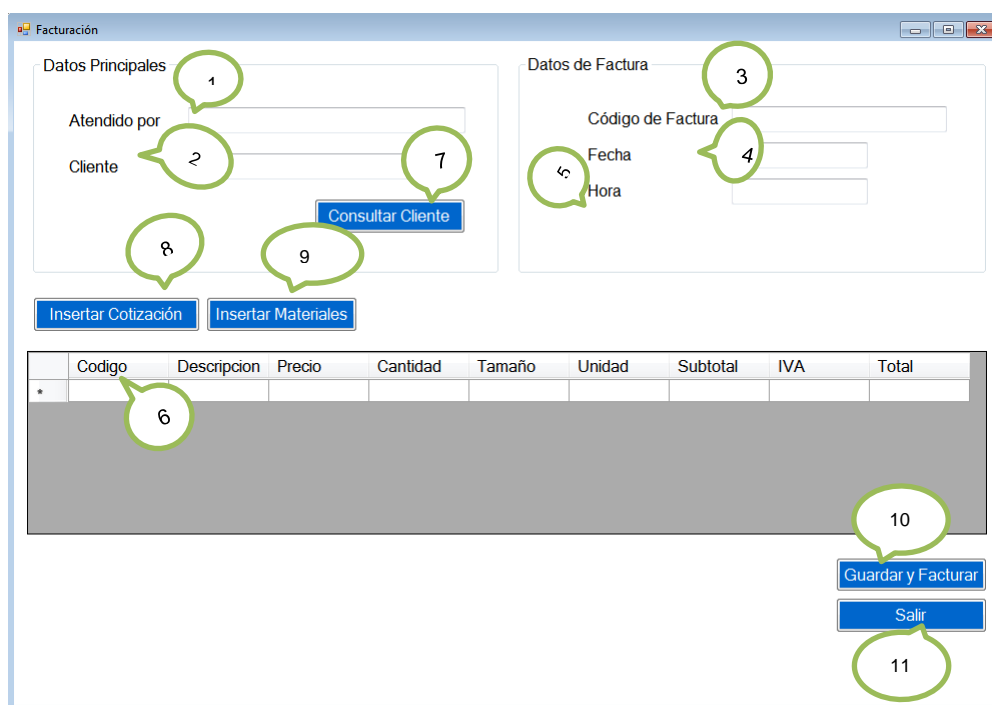 Facturación
Datos Principales
1
Atendido por
2
Cliente
7
Consultar Cliente
Datos de Factura
3
Código de Factura
4
Fecha
5
Hora
8
9
Insertar Cotización
Insertar Materiales
Codigo Descripcion Precio Cantidad Tamaño Unidad Subtotal IVA Total
*
6
10
Guardar y Facturar
Salir
11